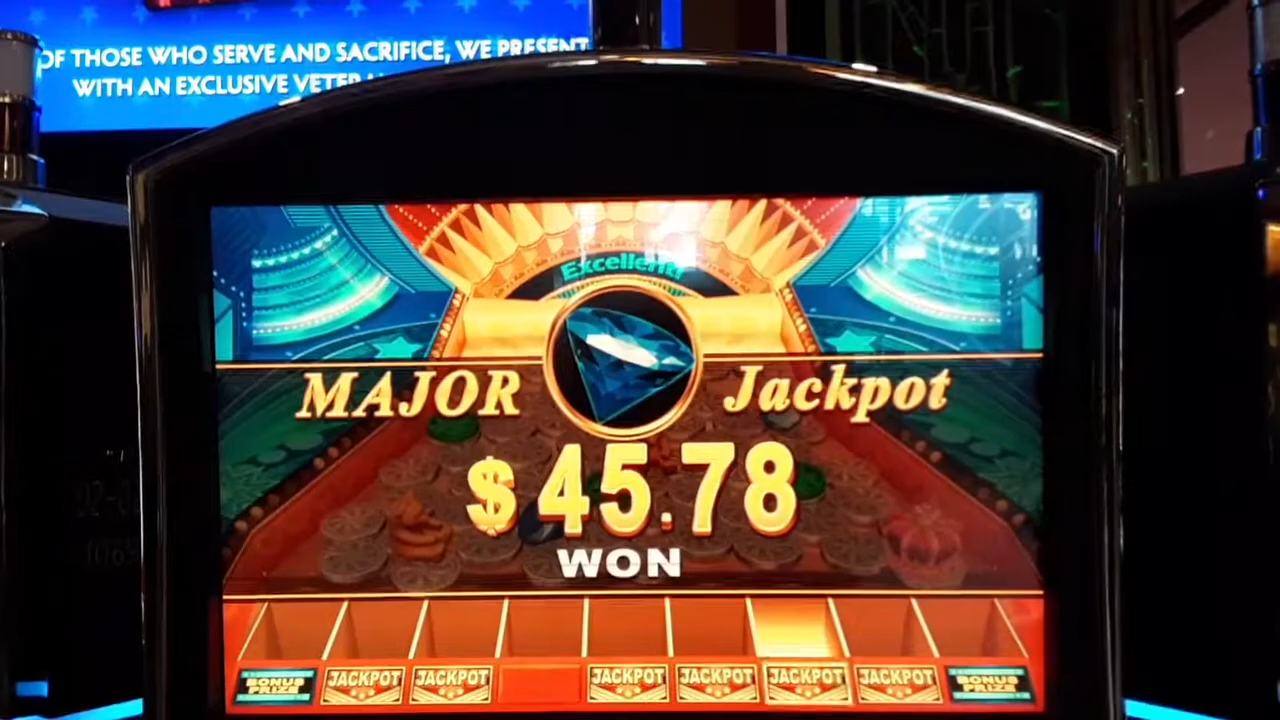 OF THOSE WHO SERVE AND SACRIFICE, WE PRESENT
WITH AN EXCLUSIVE
Excellent!
MAJOR Jackpot
$45.78
WON
BONUS PRIZE JACKPOT JACKPOT JACKPOT JACKPOT JACKPOT JACKPOT BONUS PRIZE